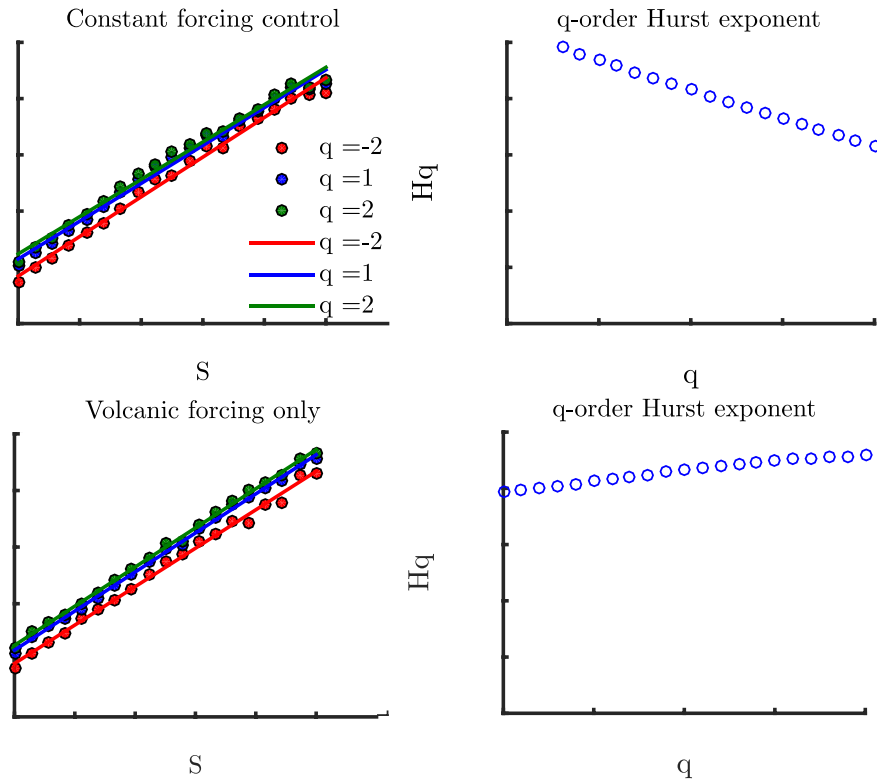 Constant forcing control
q =-2
q =1
q =2
q =-2
q =1
q =2
S
q-order Hurst exponent
Hq
q
Volcanic forcing only
S
q-order Hurst exponent
Hq
q